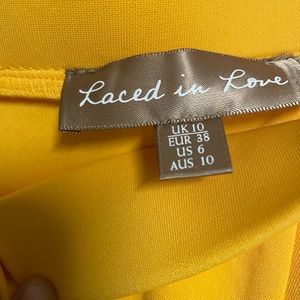 Laced in Love
UK 10
EUR 38
US 6
AUS 10